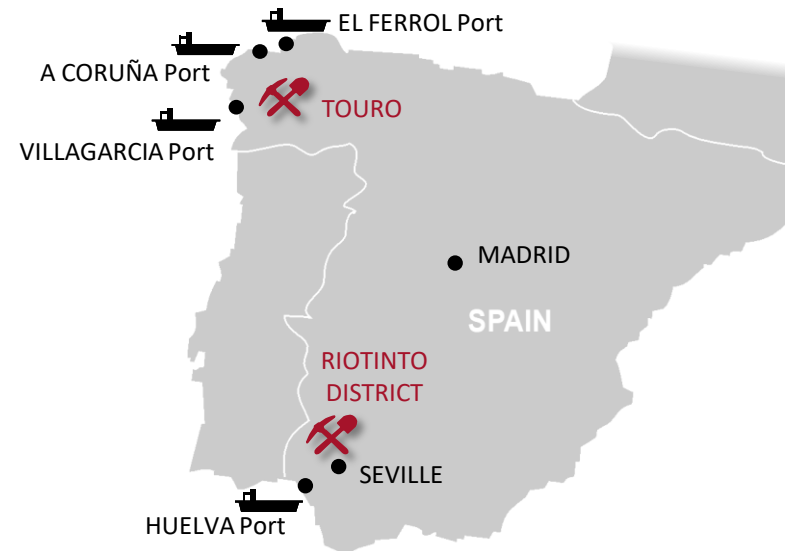 EL FERROL Port
A CORUÑA Port
TOURO
VILLAGARCIA Port
MADRID
SPAIN
RIOTINTO
DISTRICT
SEVILLE
HUELVA Port